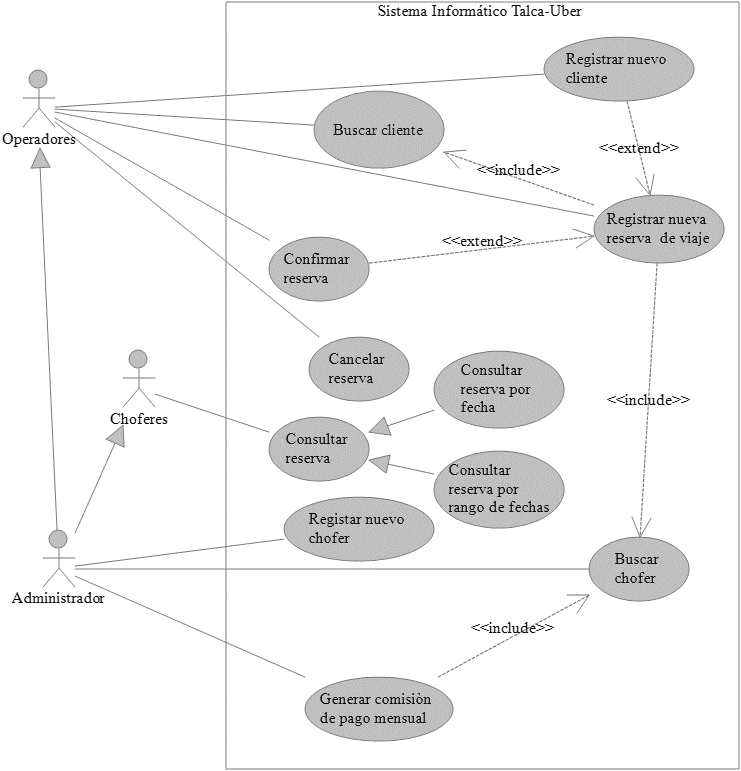 Sistema Informático Talca-Uber
Registrar nuevo
cliente
Operadores
Buscar cliente
<<extend>>
<<include>>
Registrar nueva
reserva de viaje
<<extend>>
Confirmar
reserva
Cancelar
reserva
Consultar
reserva por
fecha
Choferes
<<include>>
Consultar
reserva
Consultar
reserva por
rango de fechas
Registar nuevo
chofer
Buscar
chofer
Administrador
<<include>>
Generar comisiòn
de pago mensual